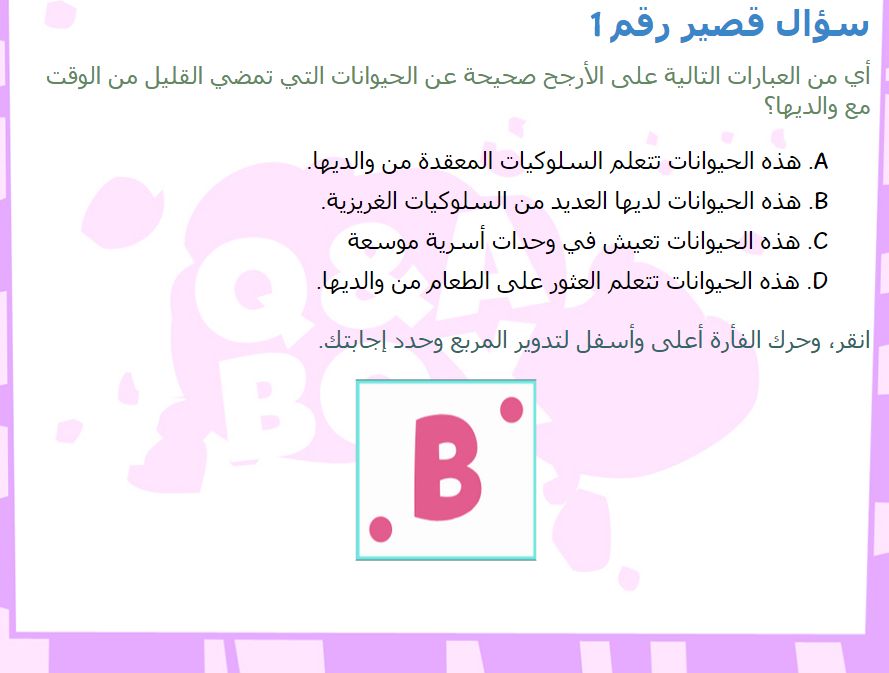 سؤال قصير رقم 1
أي من العبارات التالية على الأرجح صحيحة عن الحيوانات التي تمضي القليل من الوقت
مع والديها؟
A. هذه الحيوانات تتعلم السلوكيات المعقدة من والديها.
B. هذه الحيوانات لديها العديد من السلوكيات الغريزية.
C. هذه الحيوانات تعيش في وحدات أسرية موسعة
D. هذه الحيوانات تتعلم العثور على الطعام من والديها.
انقر، وحرك الفأرة أعلى وأسفل لتدوير المربع وحدد إجابتك.
Q&A
BOX
B